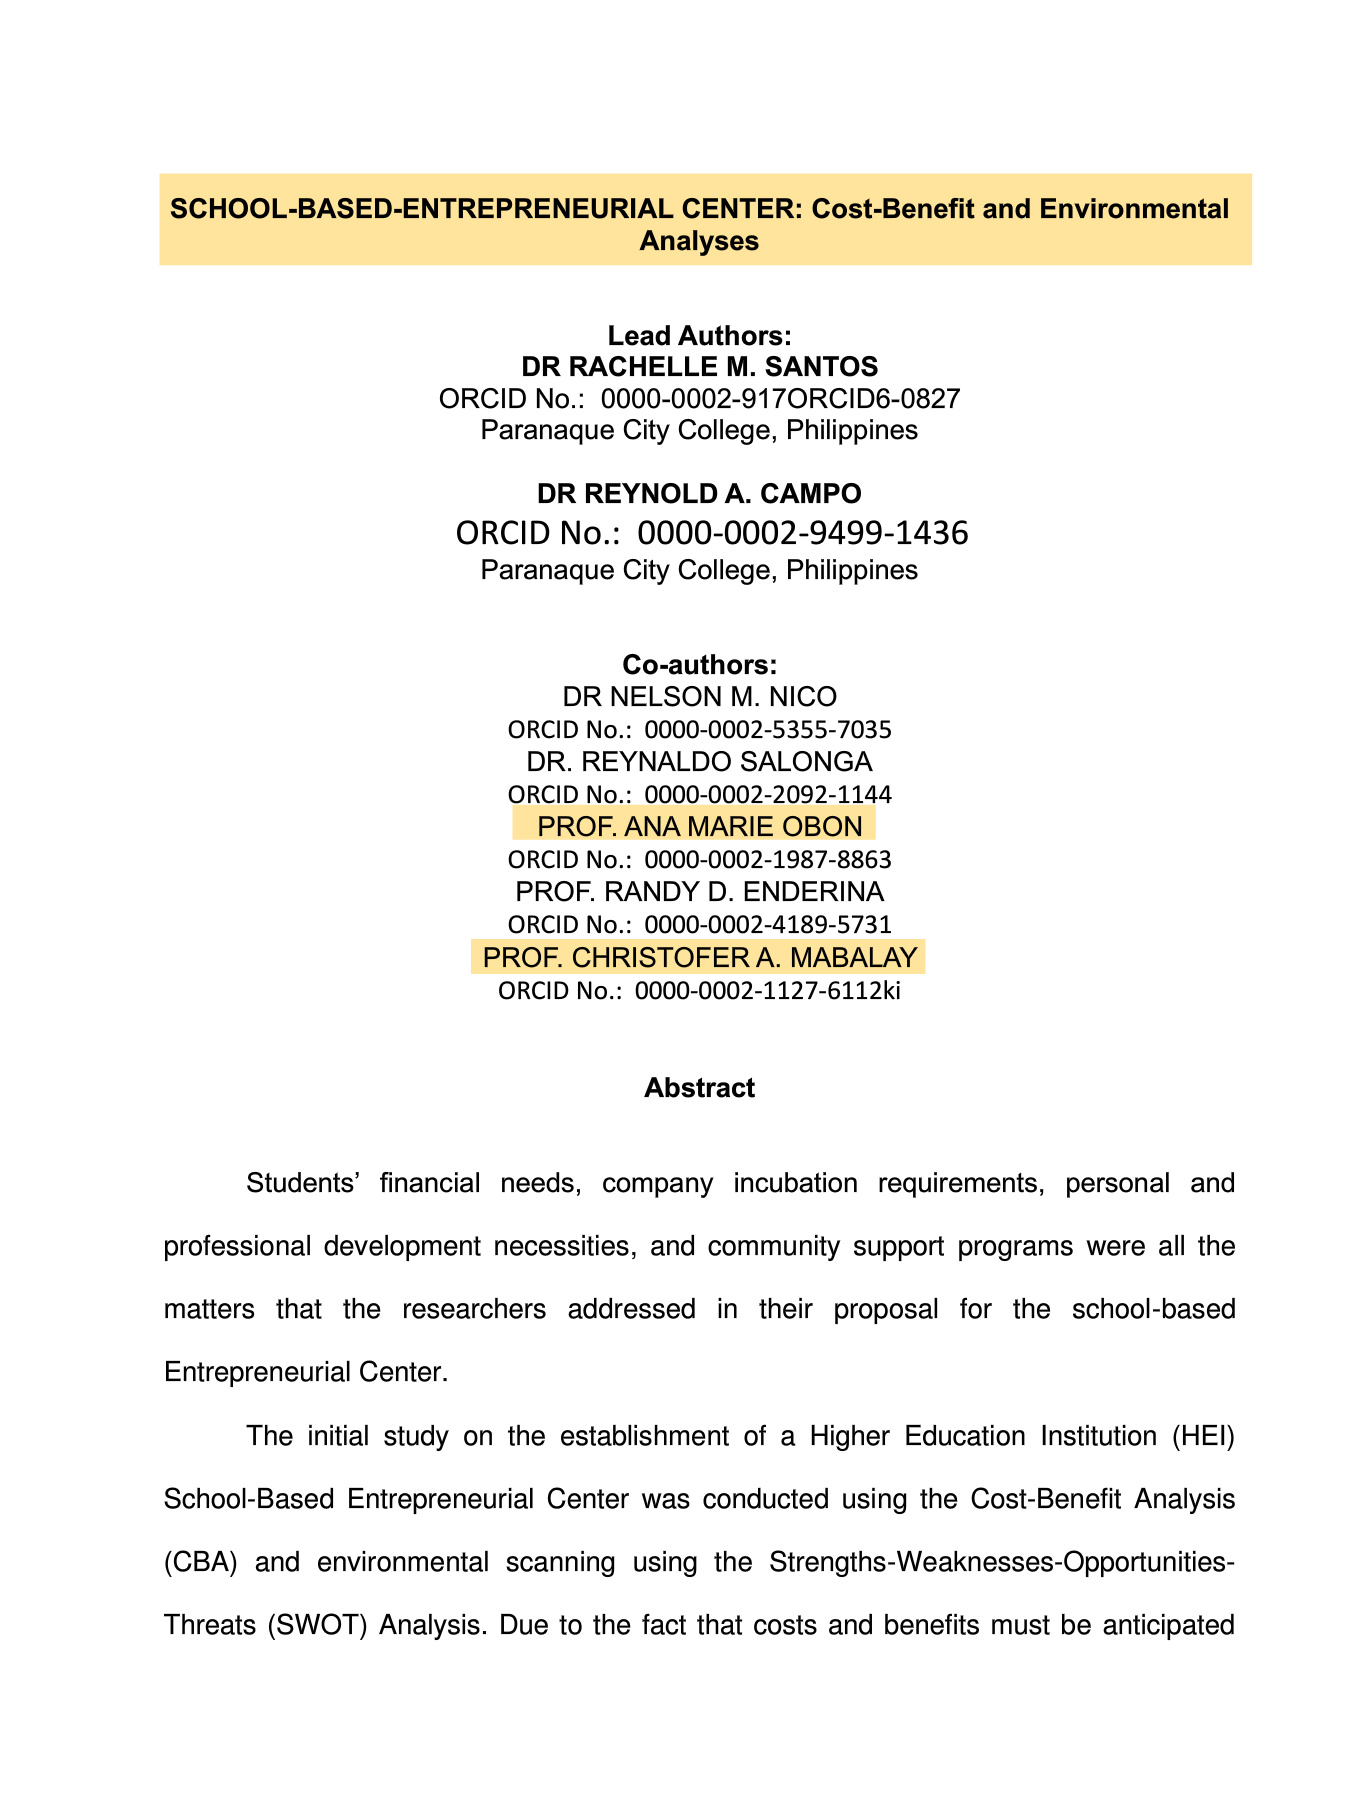 SCHOOL-BASED-ENTREPRENEURIAL CENTER: Cost-Benefit and Environmental
Analyses
Lead Authors:
DR RACHELLE M. SANTOS
ORCID No.: 0000-0002-917ORCID6-0827
Paranaque City College, Philippines
DR REYNOLD A. CAMPO
ORCID No.: 0000-0002-9499-1436
Paranaque City College, Philippines
Co-authors:
DR NELSON M. NICO
ORCID No.: 0000-0002-5355-7035
DR. REYNALDO SALONGA
ORCID No.: 0000-0002-2092-1144
PROF. ANA MARIE OBON
ORCID No.: 0000-0002-1987-8863
PROF. RANDY D. ENDERINA
ORCID No.: 0000-0002-4189-5731
PROF. CHRISTOFER A. MABALAY
ORCID No.: 0000-0002-1127-6112ki
Abstract
Students’ financial needs, company incubation requirements, personal and
professional development necessities, and community support programs were all the
matters that the researchers addressed in their proposal for the school-based
Entrepreneurial Center.
The initial study on the establishment of a Higher Education Institution (HEI)
School-Based Entrepreneurial Center was conducted using the Cost-Benefit Analysis
(CBA) and environmental scanning using the Strengths-Weaknesses-Opportunities-
Threats (SWOT) Analysis. Due to the fact that costs and benefits must be anticipated